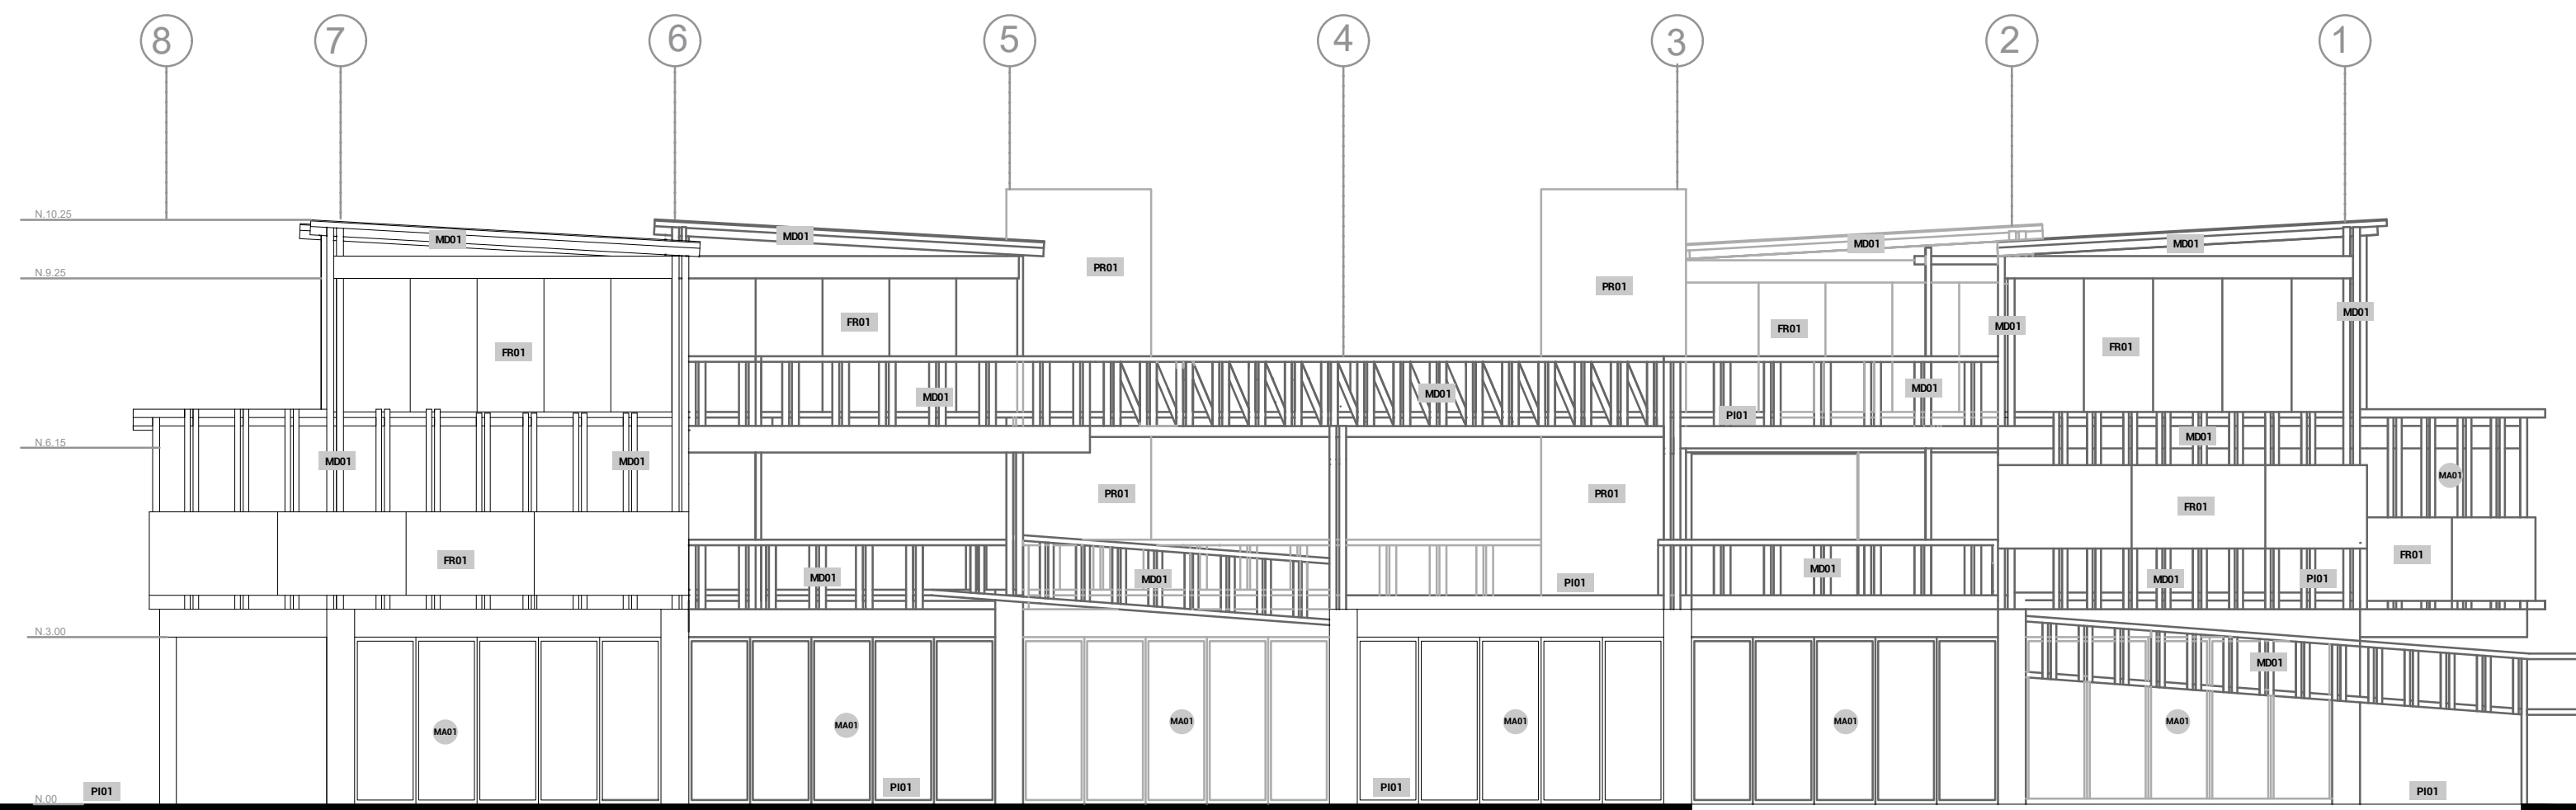 8 7 6 5 4 3 2 1
N.10.25
MD01 MD01 MD01 MD01
PR01 PR01
N.9.25
MD01 MD01
FR01 FR01 FR01 FR01
MD01 MD01 MD01
PI01
MD01
N.6.15
MD01 MD01
MA01
PR01 PR01
FR01
FR01 FR01
MD01 MD01 PI01 MD01 MD01 PI01
N.3.00
MD01
MA01 MA01 MA01 MA01 MA01 MA01
PI01 PI01 PI01 PI01
N.00